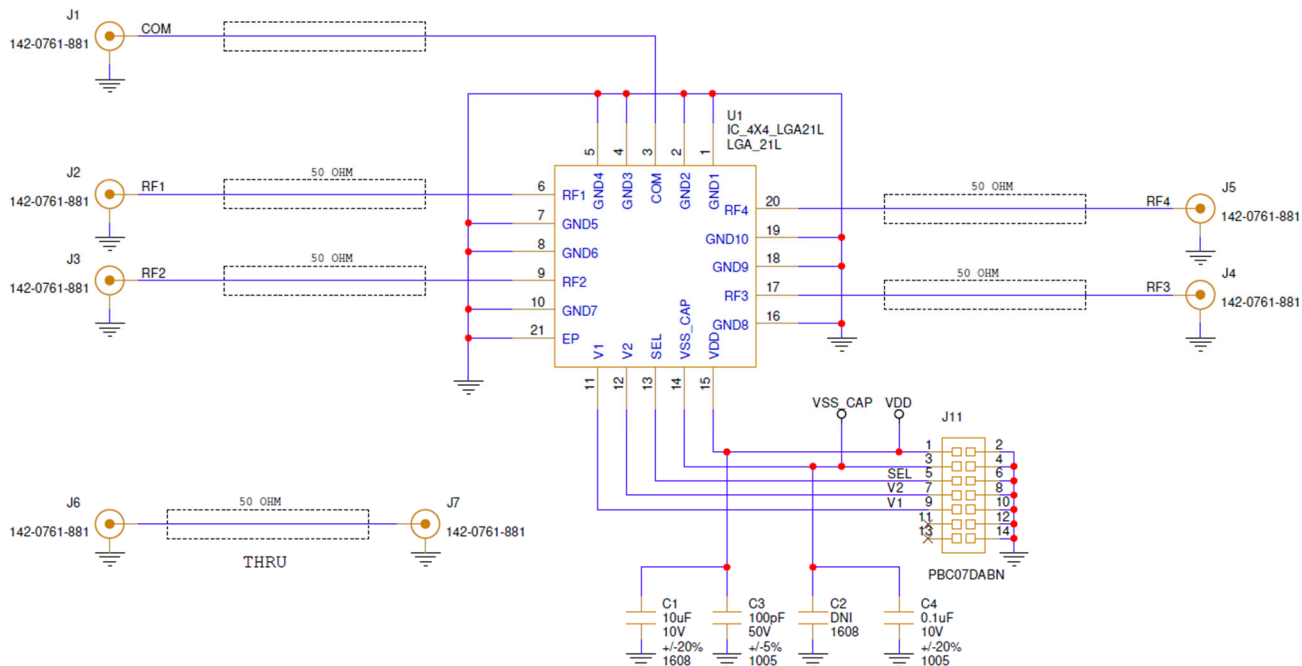 J1
142-0761-881
COM
J2
142-0761-881
RF1
50 OHM
J3
142-0761-881
RF2
50 OHM
U1
IC_4X4_LGA21L
LGA_21L
5
4
3
2
1
GND4
GND3
COM
GND2
GND1
6
RF1
7
GND5
8
GND6
9
RF2
10
GND7
21
EP
RF4
20
GND10
19
GND9
18
RF3
17
GND8
16
V1
V2
SEL
VSS_CAP
VDD
11
12
13
14
15
50 OHM
RF4
J5
142-0761-881
50 OHM
RF3
J4
142-0761-881
VSS_CAP
VDD
J11
1
2
3
4
SEL
5
6
V2
7
8
V1
9
10
11
12
13
14
PBC07DABN
J6
142-0761-881
50 OHM
J7
142-0761-881
THRU
C1
10uF
10V
+/-20%
1608
C3
100pF
50V
+/-5%
1005
C2
DNI
1608
C4
0.1uF
10V
+/-20%
1005